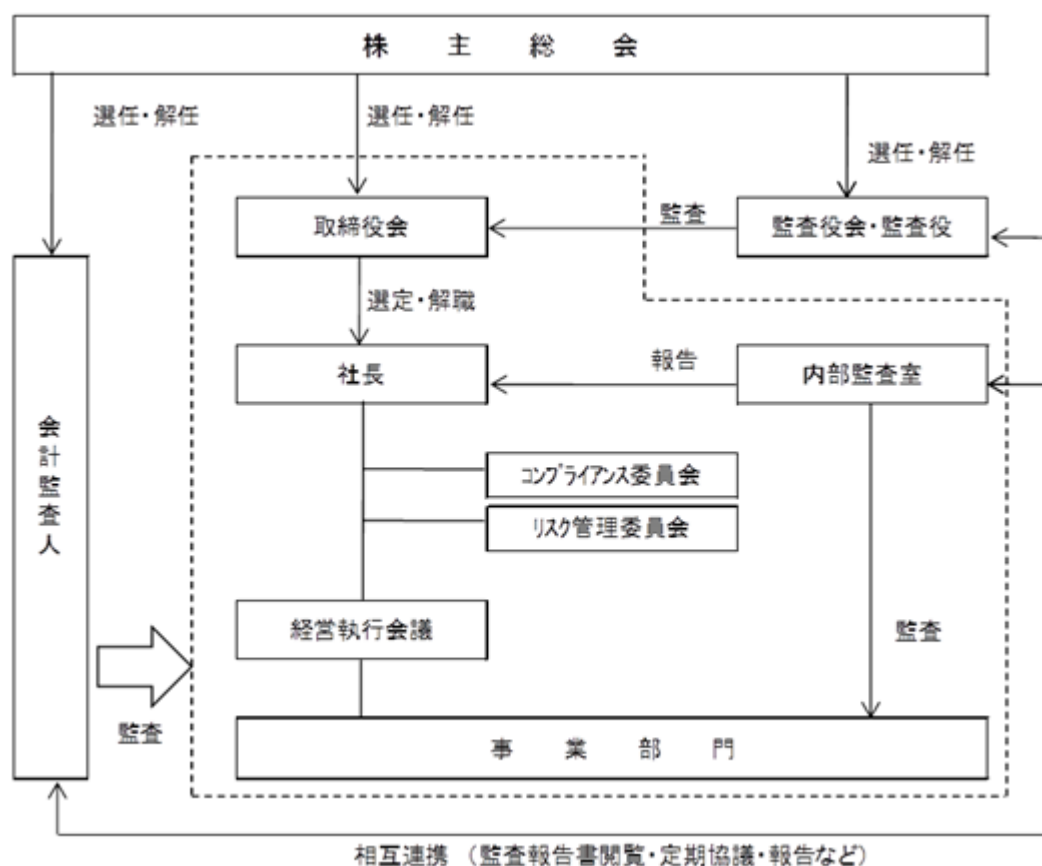 株主総会
選任・解任
選任・解任
選任・解任
取締役会
監査
監査役会・監査役
選定・解職
社長
報告
内部監査室
会計監査人
コンプライアンス委員会
リスク管理委員会
経営執行会議
監査
監査
事業部門
相互連携 （監査報告書閲覧・定期協議・報告など）